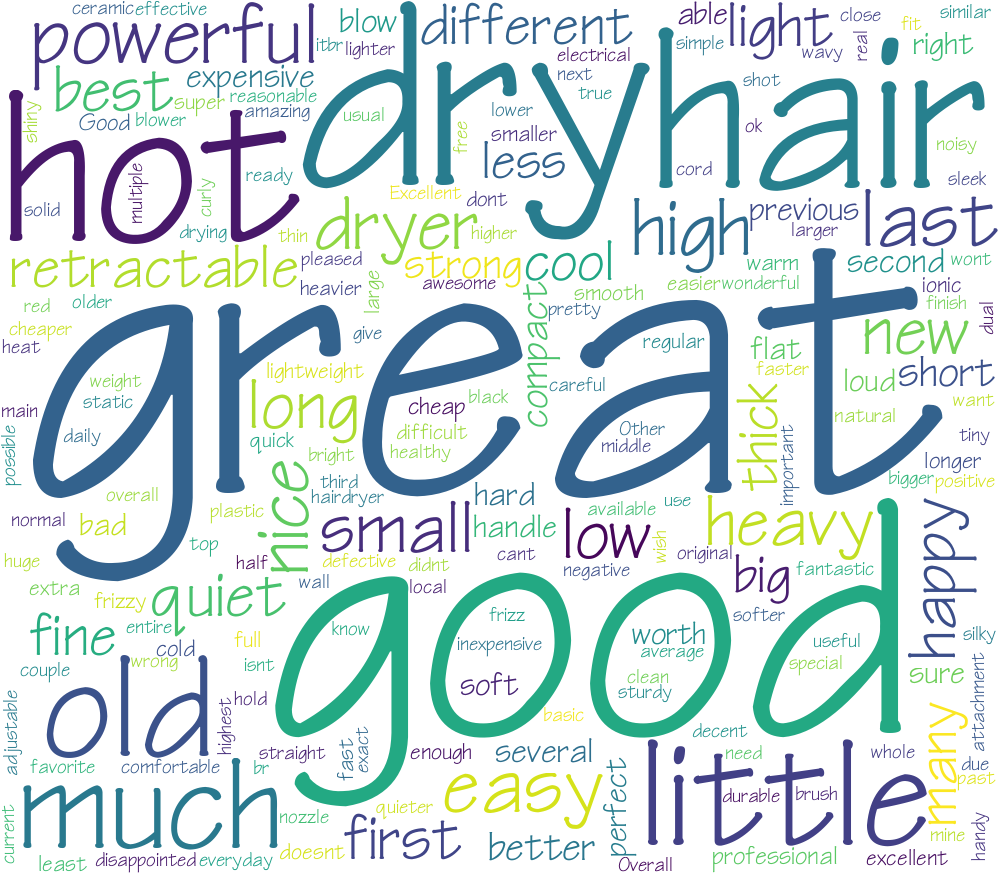 ceramic effective
powerful
blow
different
able light close similar
itbr lighter
electrical
simple
wavy real fit right
best
expensive
super reasonable
amazing
next
true
shot
Good blower
usual
free
lower
smaller
less
ok
noisy
dry hair
hot
shiny
multiple
curly
ready
solid
drying
thin
Excellent dont
cord
sleek
dryer
higher
high
previous
larger
last
retractable
pleased
heavier
large
strong
awesome
cool
warm
second wont
ionic
finish
dual
red older
cheaper
heat
give
compact
pretty
smooth
easier wonderful
great
regular
new
flat
faster
loud short
weight
static
daily
lightweight
long
cheap
black
careful
difficult
healthy
Other
middle
thick
important
natural
want
tiny
main
possible
quick
bright
third
hairdryer
longer
bigger positive
overall
plastic
normal
bad
nice
top
half
small
hard
handle
available use
low
wish
heavy
original
big
fantastic
happy
huge
extra
frizzy
quiet
wall
defective
didnt
local
cant
negative
softer
fine
entire
cold
full
isnt
know
good
frizz
inexpensive
soft
worth
average
clean
sturdy
useful
special
silky
sure
couple wrong
old
hold
highest
adjustable
favorite
comfortable
straight
br
fast
exact
enough
basic
several
decent
need
whole
many
attachment
due
past
much
current
least disappointed everyday
nozzle
doesnt
quieter
first
easy
better
perfect
little
durable brush
Overall
professional
excellent
mine
handy